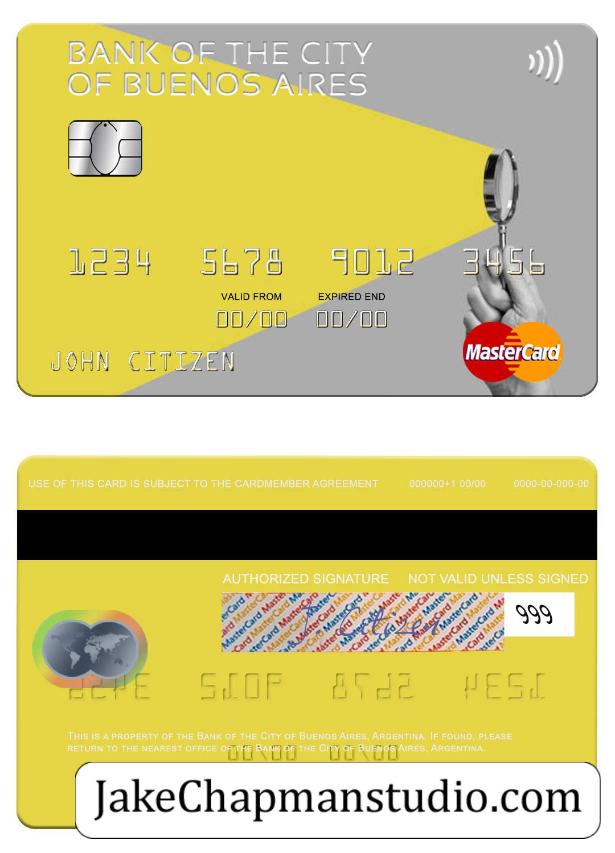 BANK OF THE CITY
OF BUENOS AIRES
1234 5678 9012 3456
VALID FROM EXPIRED END
00/00 00/00
JOHN CITIZEN
MasterCard
USE OF THIS CARD IS SUBJECT TO THE CARDMEMBER AGREEMENT 000000+1 00/00 0000-00-000-00
AUTHORIZED SIGNATURE NOT VALID UNLESS SIGNED
MasterCard MasterCard MasterCard MasterCard
999
THIS IS A PROPERTY OF THE BANK OF THE CITY OF BUENOS AIRES, ARGENTINA. IF FOUND, PLEASE
RETURN TO THE NEAREST OFFICE OF THE BANK OF THE CITY OF BUENOS AIRES, ARGENTINA.
JakeChapmanstudio.com